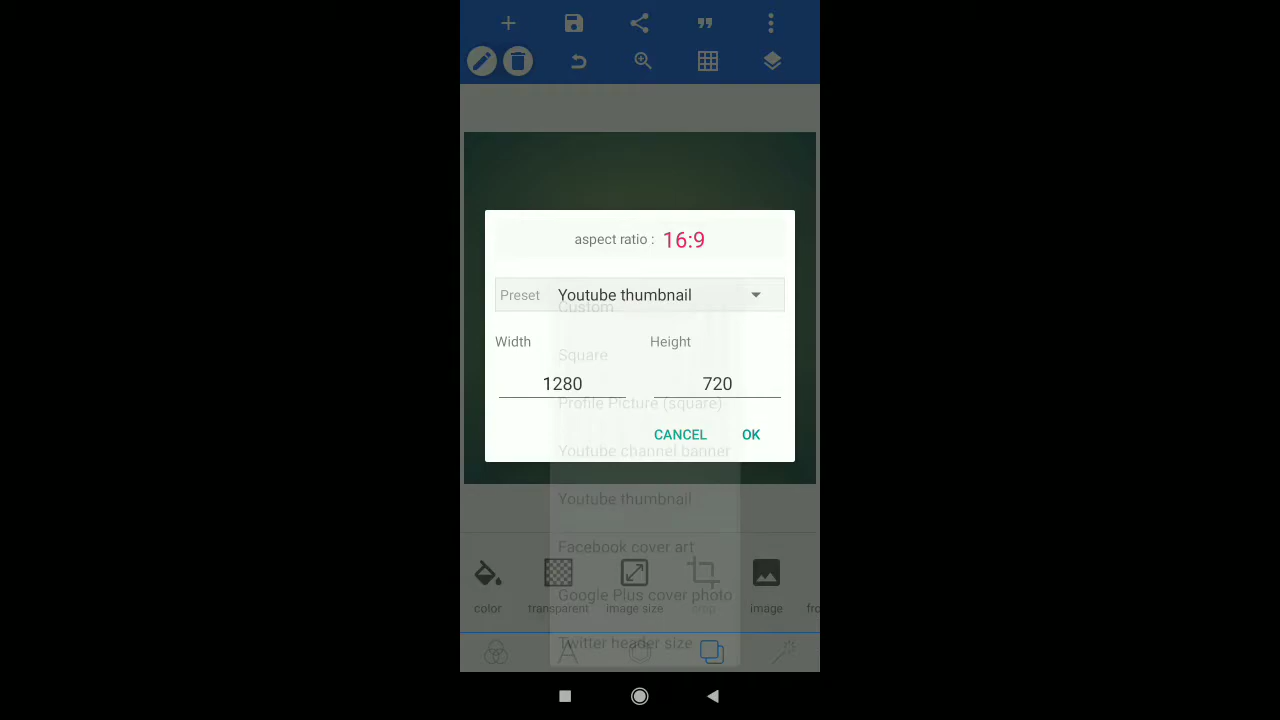 aspect ratio : 16:9
Preset Youtube thumbnail
Custom
Width Height
Square
1280 720
Profile Picture (square)
CANCEL OK
Youtube channel banner
Youtube thumbnail
Facebook cover art
Google Plus cover photo
color transparent image size crop image fro
Twitter header size